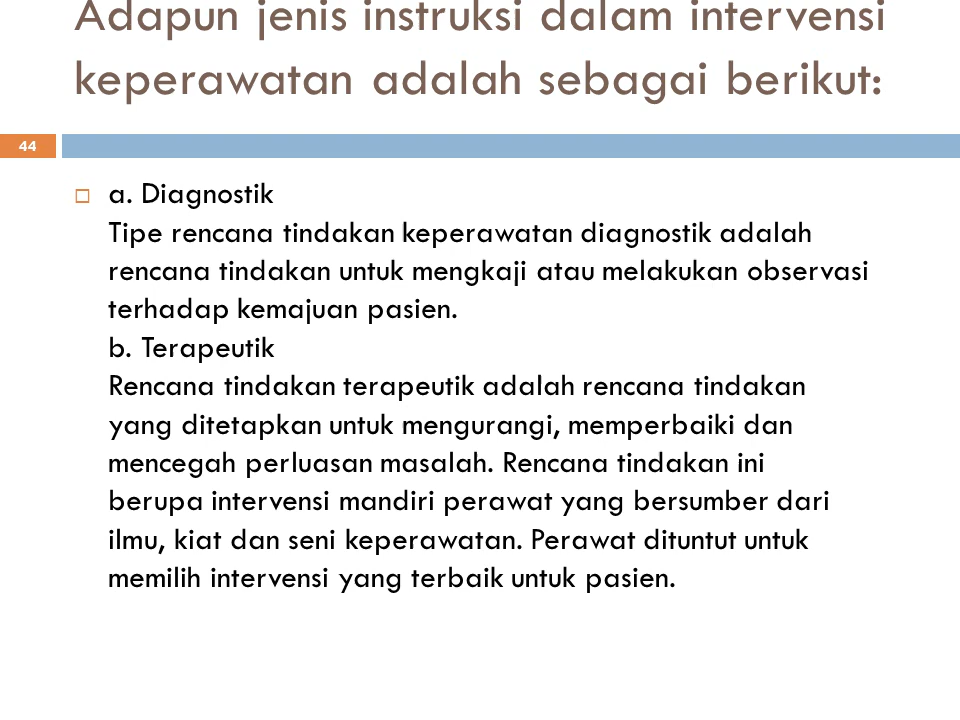 Adapun jenis instruksi dalam intervensi
keperawatan adalah sebagai berikut:
44
a. Diagnostik
Tipe rencana tindakan keperawatan diagnostik adalah
rencana tindakan untuk mengkaji atau melakukan observasi
terhadap kemajuan pasien.
b. Terapeutik
Rencana tindakan terapeutik adalah rencana tindakan
yang ditetapkan untuk mengurangi, memperbaiki dan
mencegah perluasan masalah. Rencana tindakan ini
berupa intervensi mandiri perawat yang bersumber dari
ilmu, kiat dan seni keperawatan. Perawat dituntut untuk
memilih intervensi yang terbaik untuk pasien.